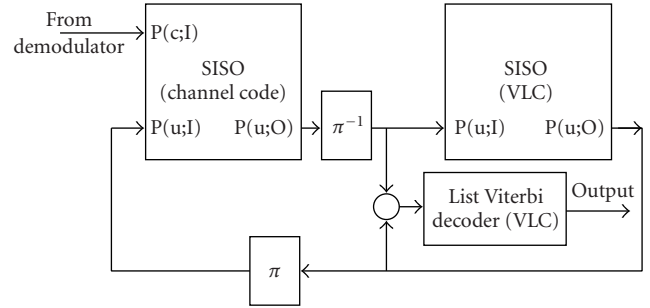 From
demodulator
P(c;I)
SISO
(channel code)
P(u;I)
P(u;O)
π⁻¹
SISO
(VLC)
P(u;I)
P(u;O)
List Viterbi
decoder (VLC)
Output
π